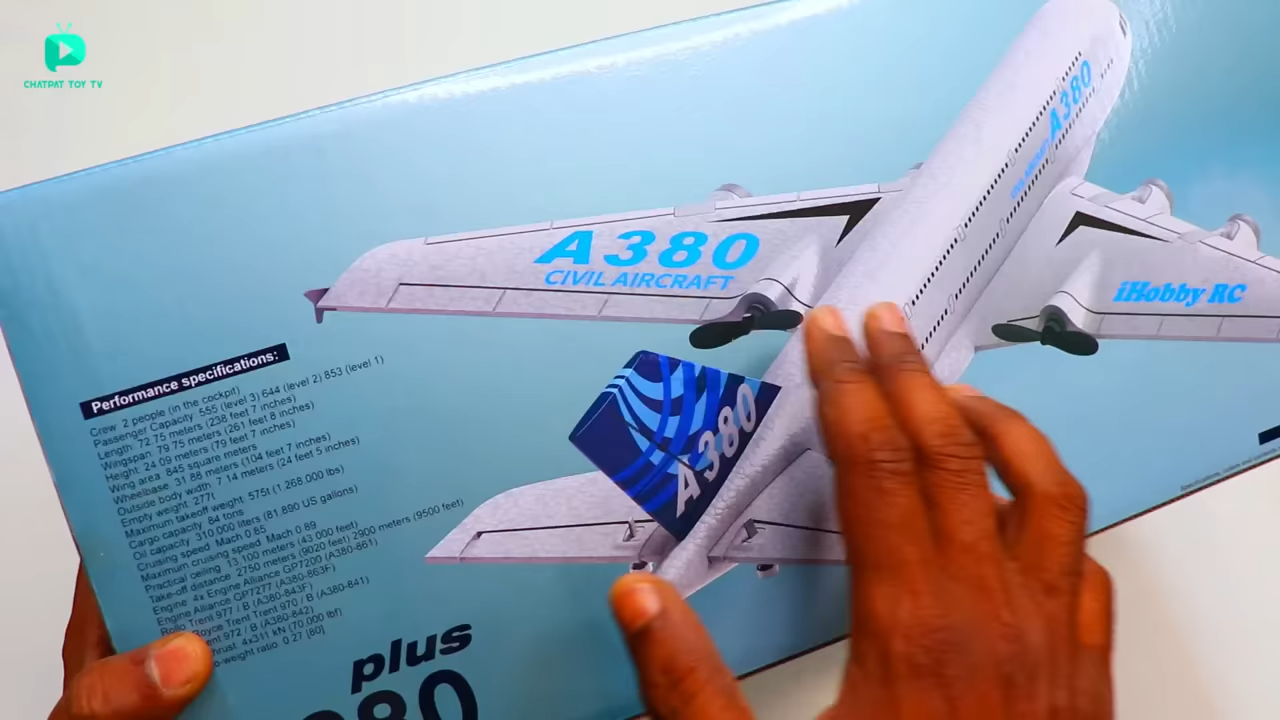 CHATPAT TOY TV
A380
A380
CIVIL AIRCRAFT
iHobby RC
A380
Performance specifications:
Crew 2 people (in the cockpit)
Passenger Capacity 555 (level 3) 644 (level 2) 853 (level 1)
Length: 72.75 meters (238 feet 7 inches)
Wingspan: 79.75 meters (261 feet 8 inches)
Height: 24.09 meters (79 feet 7 inches)
Wing area: 845 square meters
Wheelbase: 31.88 meters (104 feet 7 inches)
Outside body width: 7.14 meters (24 feet 5 inches)
Empty weight: 277t
Maximum takeoff weight: 575t (1.268.000 lbs)
Cargo capacity 84 tons
Oil capacity 310.000 liters (81.890 US gallons)
Cruising speed Mach 0.85
Maximum cruising speed Mach 0.89
Practical ceiling 13.100 meters (43.000 feet)
Take-off distance 2750 meters (9020 feet) 2900 meters (9500 feet)
Engine 4x Engine Alliance GP7200 (A380-861)
Engine Alliance GP7277 (A380-863F)
Rollo Trent 977 / B (A380-843F)
Royce Trent Trent 970 / B (A380-841)
ent 972 / B (A380-842)
hrust: 4x311 kN (70.000 lbf)
o-weight ratio 0.27 [80]
plus
380